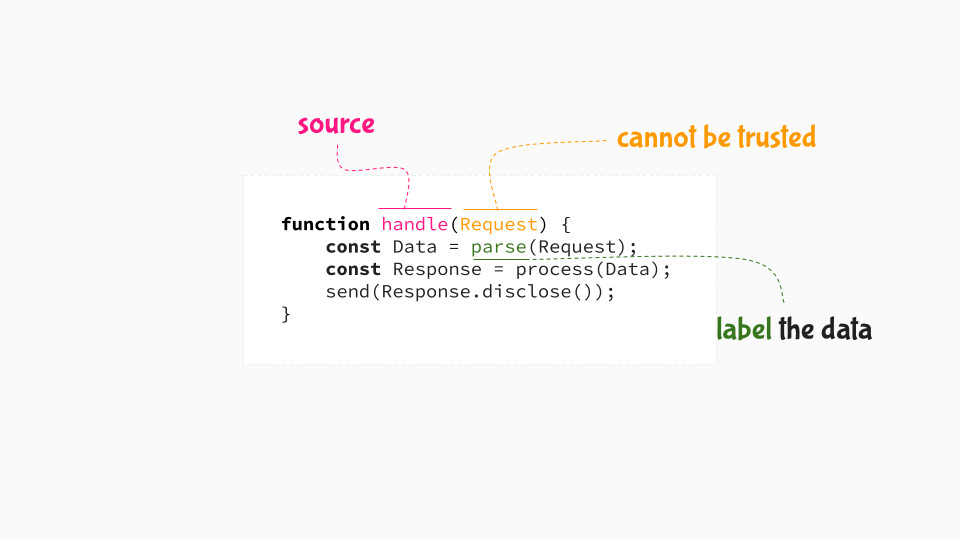 source
cannot be trusted
function handle(Request) {
    const Data = parse(Request);
    const Response = process(Data);
    send(Response.disclose());
}
label the data